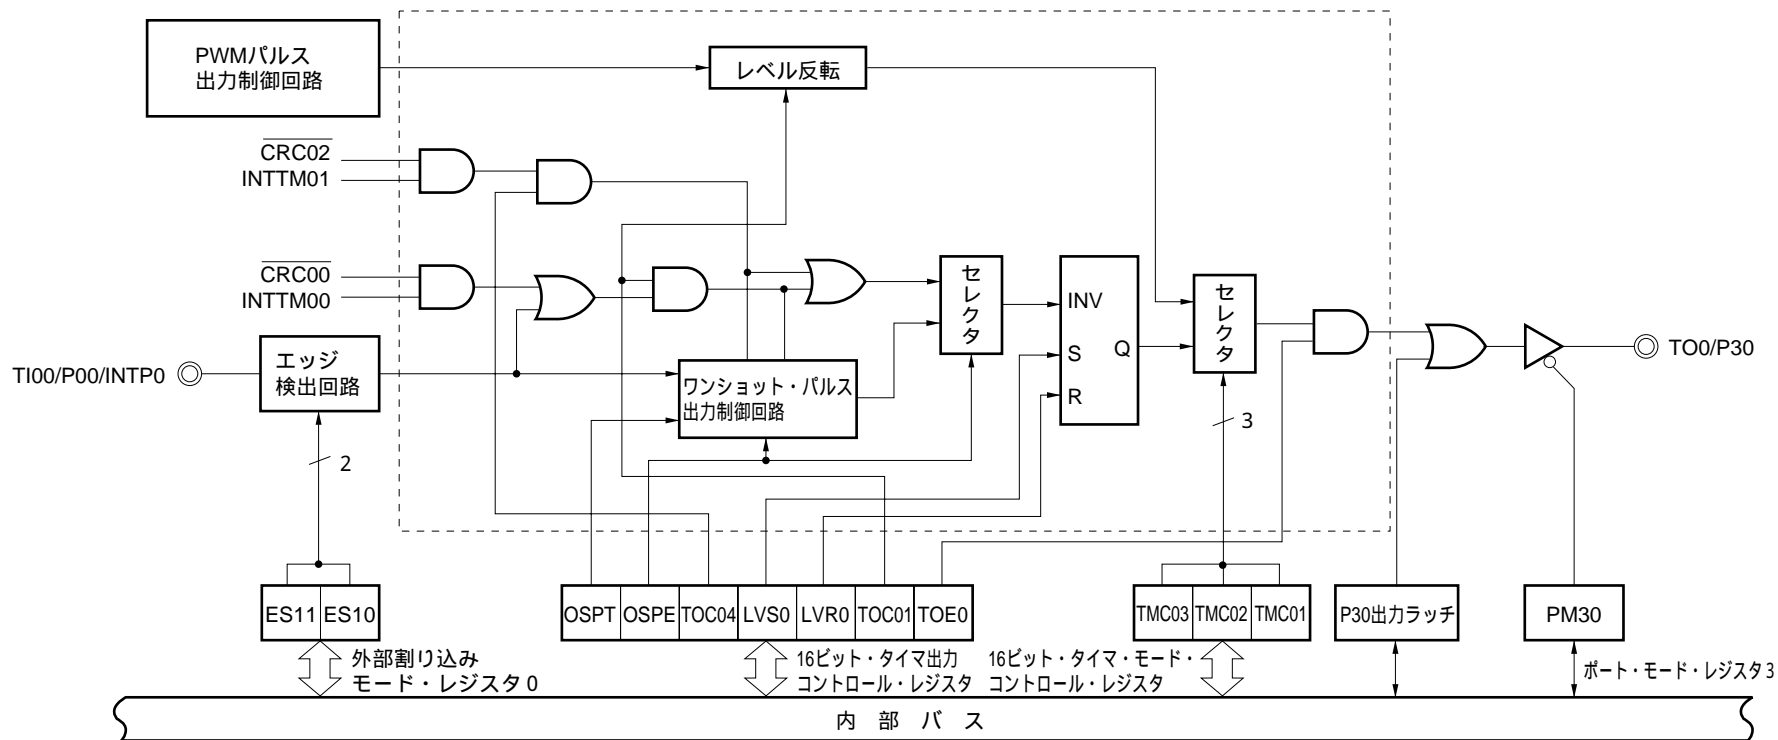 PWMパルス
出力制御回路
レベル反転
CRC02
INTTM01
CRC00
INTTM00
セレクタ
INV
S
R
Q
セレクタ
TI00/P00/INTP0
エッジ
検出回路
ワンショット・パルス
出力制御回路
TO0/P30
2
3
ES11 ES10
OSPT OSPE TOC04 LVS0 LVR0 TOC01 TOE0
TMC03 TMC02 TMC01
P30出力ラッチ
PM30
外部割り込み
モード・レジスタ0
16ビット・タイマ出力
コントロール・レジスタ
16ビット・タイマ・モード・
コントロール・レジスタ
ポート・モード・レジスタ3
内 部 バ ス